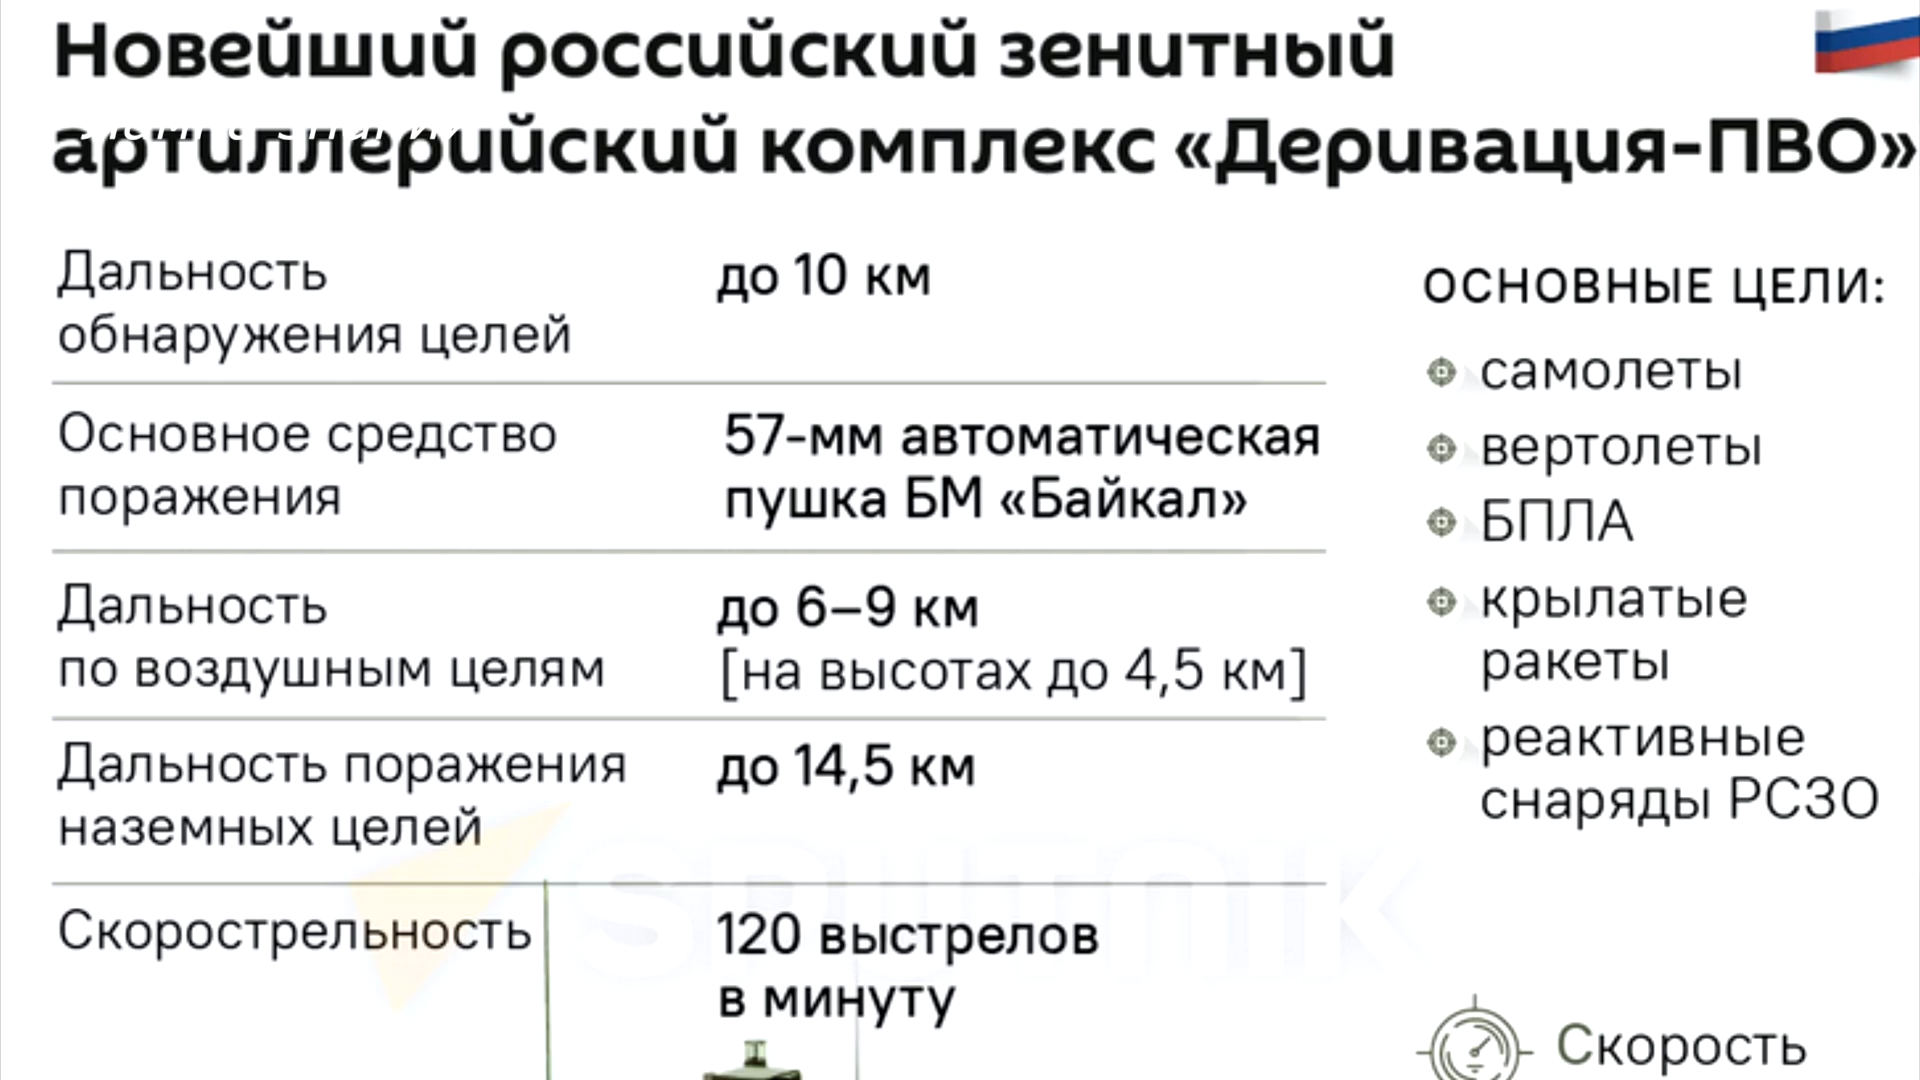 Новейший российский зенитный
артиллерийский комплекс «Деривация-ПВО»
Дальность
обнаружения целей
до 10 км
Основное средство
поражения
57-мм автоматическая
пушка БМ «Байкал»
Дальность
по воздушным целям
до 6–9 км
[на высотах до 4,5 км]
Дальность поражения
наземных целей
до 14,5 км
Скорострельность
120 выстрелов
в минуту
ОСНОВНЫЕ ЦЕЛИ:
самолеты
вертолеты
БПЛА
крылатые
ракеты
реактивные
снаряды РСЗО
Скорость
SPUTNIK